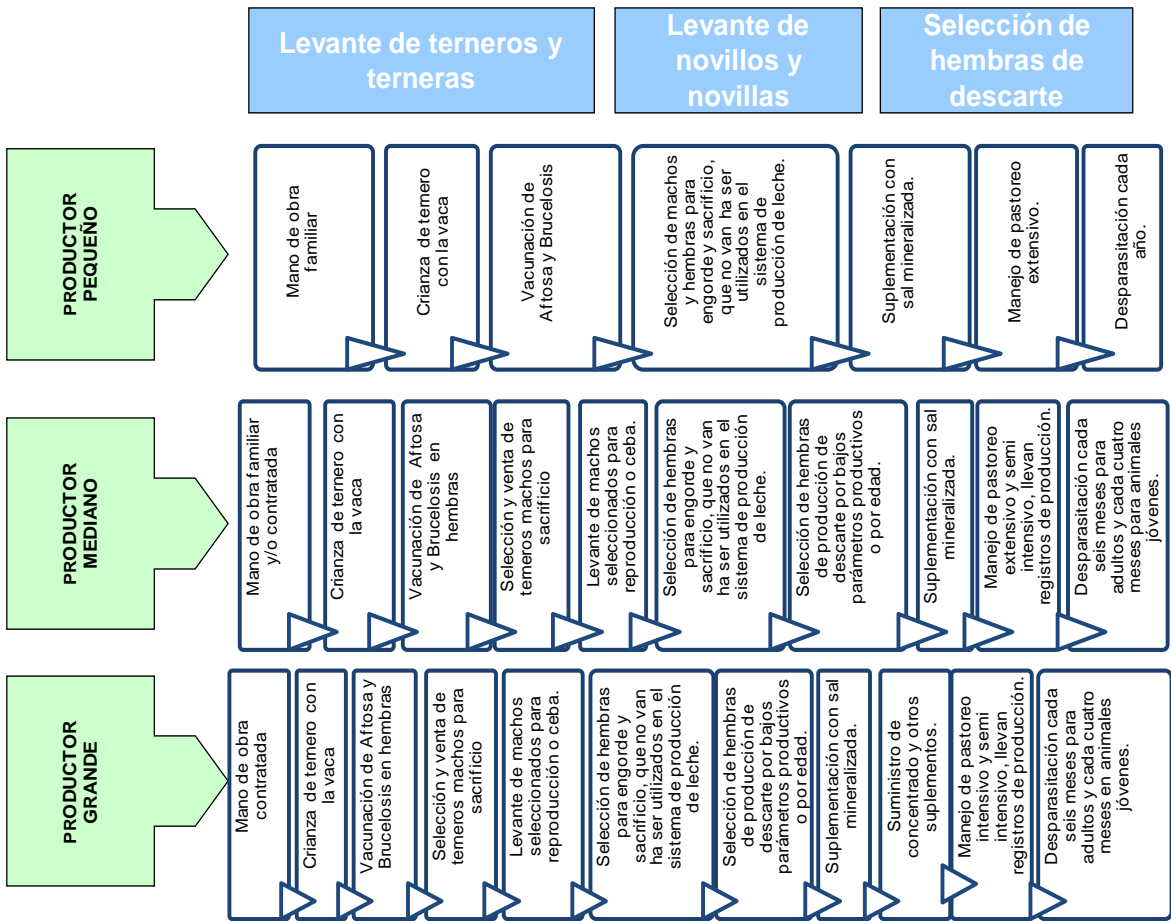 Levante de terneros y
terneras
Levante de
novillos y
novillas
Selección de
hembras de
descarte
PRODUCTOR
PEQUEÑO
Mano de obra
familiar
Crianza de ternero
con la vaca
Vacunación de
Aftosa y Brucelosis
Selección de machos
y hembras para
engorde y sacrificio,
que no van ha ser
utilizados en el
sistema de
producción de leche.
Suplementación con
sal mineralizada.
Manejo de pastoreo
extensivo.
Desparasitación cada
año.
PRODUCTOR
MEDIANO
Mano de obra familiar
y/o contratada
Crianza de ternero con
la vaca
Vacunación de Aftosa
y Brucelosis en
hembras
Selección y venta de
terneros machos para
sacrificio
Levante de machos
seleccionados para
reproducción o ceba.
Selección de hembras
para engorde y
sacrificio, que no van
ha ser utilizados en el
sistema de producción
de leche.
Selección de hembras
de producción de
descarte por bajos
parámetros productivos
o por edad.
Suplementación con sal
mineralizada.
Manejo de pastoreo
extensivo y semi
intensivo, llevan
registros de producción.
Desparasitación cada
seis meses para
adultos y cada cuatro
meses para animales
jóvenes.
PRODUCTOR
GRANDE
Mano de obra
contratada
Crianza de ternero con
la vaca
Vacunación de Aftosa y
Brucelosis en hembras
Selección y venta de
terneros machos para
sacrificio
Levante de machos
seleccionados para
reproducción o ceba.
Selección de hembras
para engorde y
sacrificio, que no van
ha ser utilizados en el
sistema de producción
de leche.
Selección de hembras
de producción de
descarte por bajos
parámetros productivos
o por edad.
Suplementación con sal
mineralizada.
Suministro de
concentrado y otros
suplementos.
Manejo de pastoreo
intensivo y semi
intensivo, llevan
registros de producción.
Desparasitación cada
seis meses para
adultos y cada cuatro
meses en animales
jóvenes.